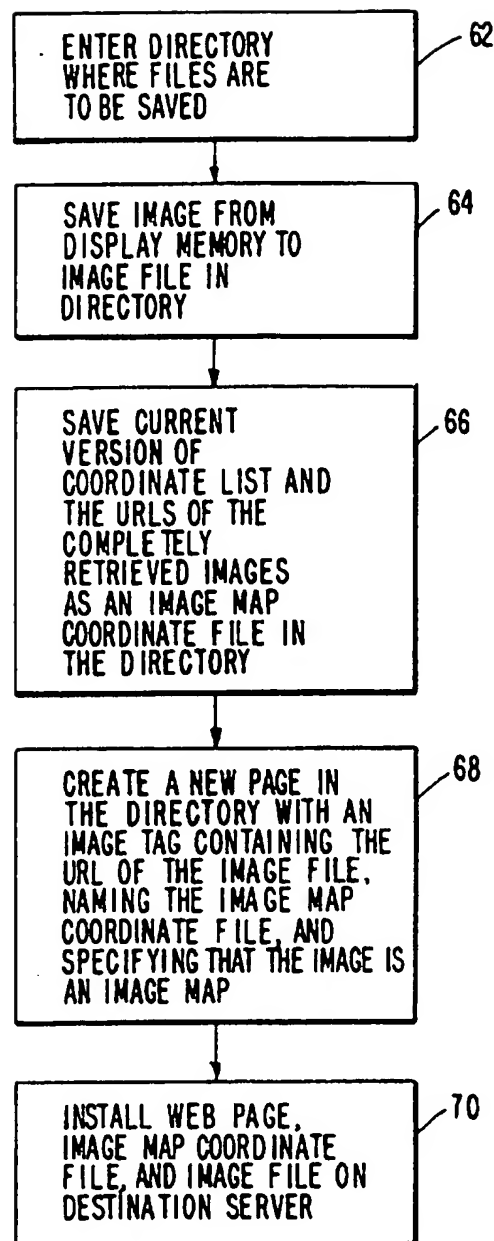 ENTER DIRECTORY
WHERE FILES ARE
TO BE SAVED
62
SAVE IMAGE FROM
DISPLAY MEMORY TO
IMAGE FILE IN
DIRECTORY
64
SAVE CURRENT
VERSION OF
COORDINATE LIST AND
THE URLS OF THE
COMPLETELY
RETRIEVED IMAGES
AS AN IMAGE MAP
COORDINATE FILE IN
THE DIRECTORY
66
CREATE A NEW PAGE IN
THE DIRECTORY WITH AN
IMAGE TAG CONTAINING THE
URL OF THE IMAGE FILE,
NAMING THE IMAGE MAP
COORDINATE FILE, AND
SPECIFYING THAT THE IMAGE IS
AN IMAGE MAP
68
INSTALL WEB PAGE,
IMAGE MAP COORDINATE
FILE, AND IMAGE FILE ON
DESTINATION SERVER
70